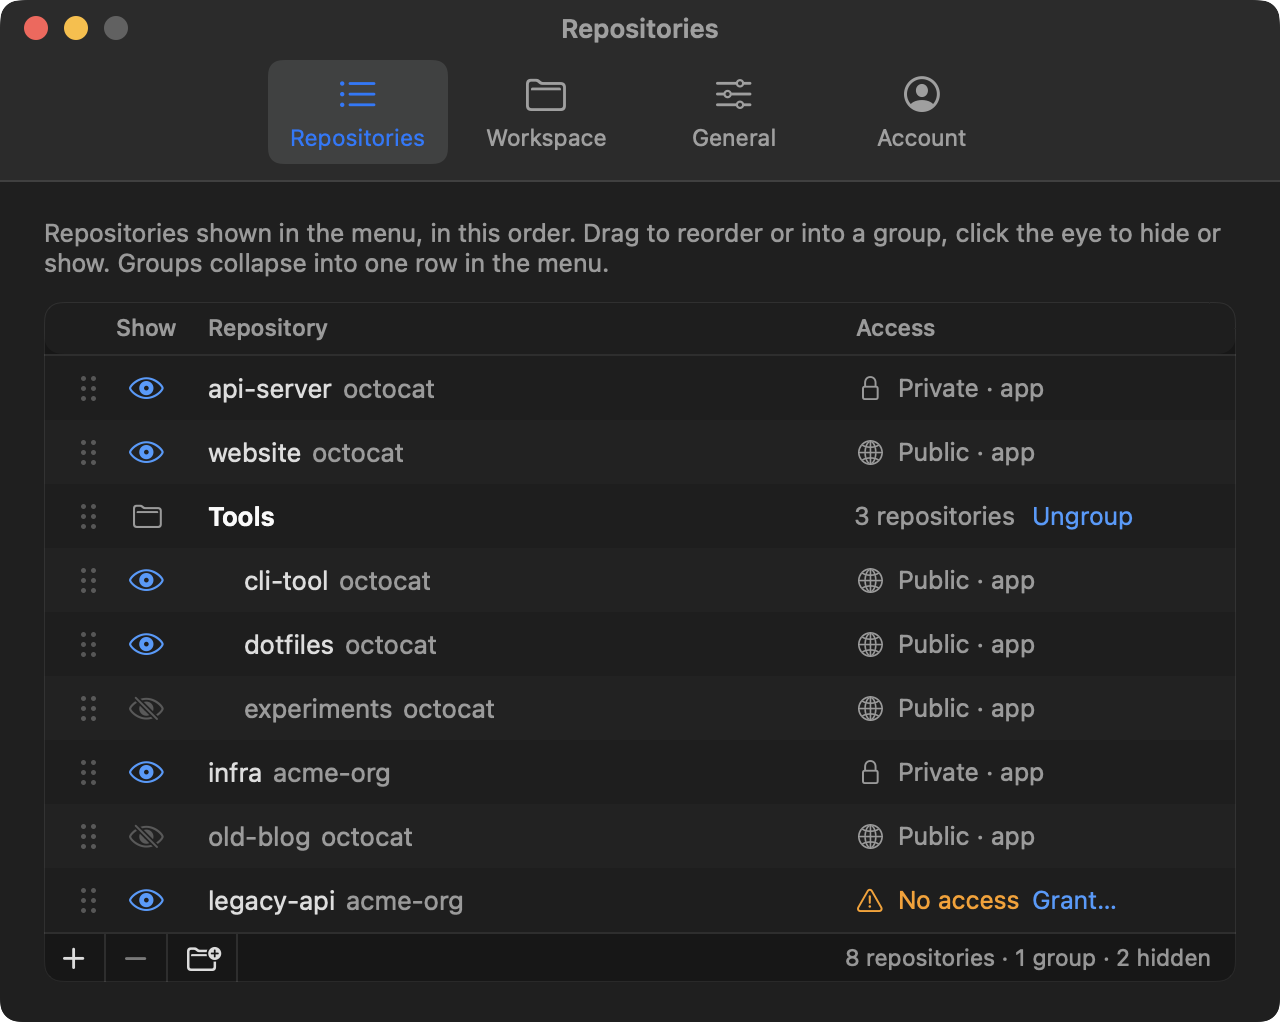 Repositories
Repositories Workspace General Account
Repositories shown in the menu, in this order. Drag to reorder or into a group, click the eye to hide or
show. Groups collapse into one row in the menu.
Show Repository Access
api-server octocat Private · app
website octocat Public · app
Tools 3 repositories Ungroup
cli-tool octocat Public · app
dotfiles octocat Public · app
experiments octocat Public · app
infra acme-org Private · app
old-blog octocat Public · app
legacy-api acme-org No access Grant...
8 repositories · 1 group · 2 hidden